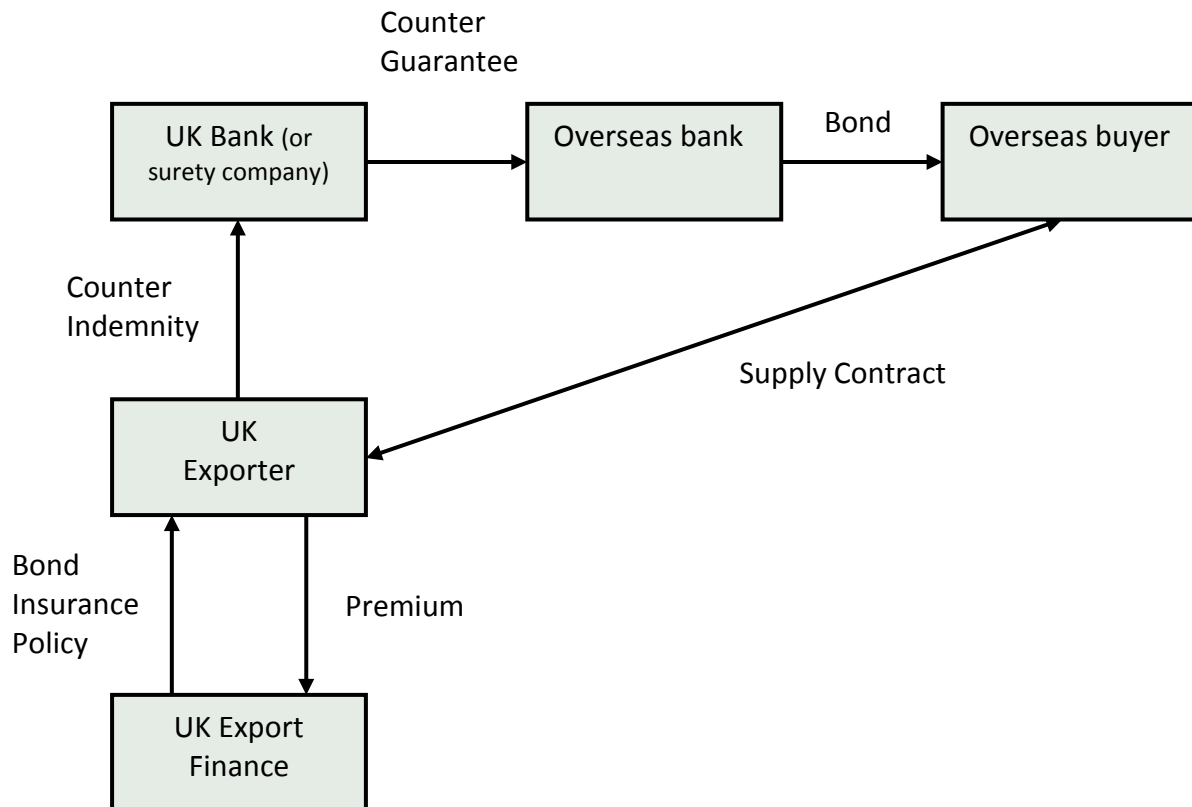 Counter
Guarantee
UK Bank (or
surety company)
Overseas bank
Bond
Overseas buyer
Counter
Indemnity
Supply Contract
UK
Exporter
Bond
Insurance
Policy
Premium
UK Export
Finance